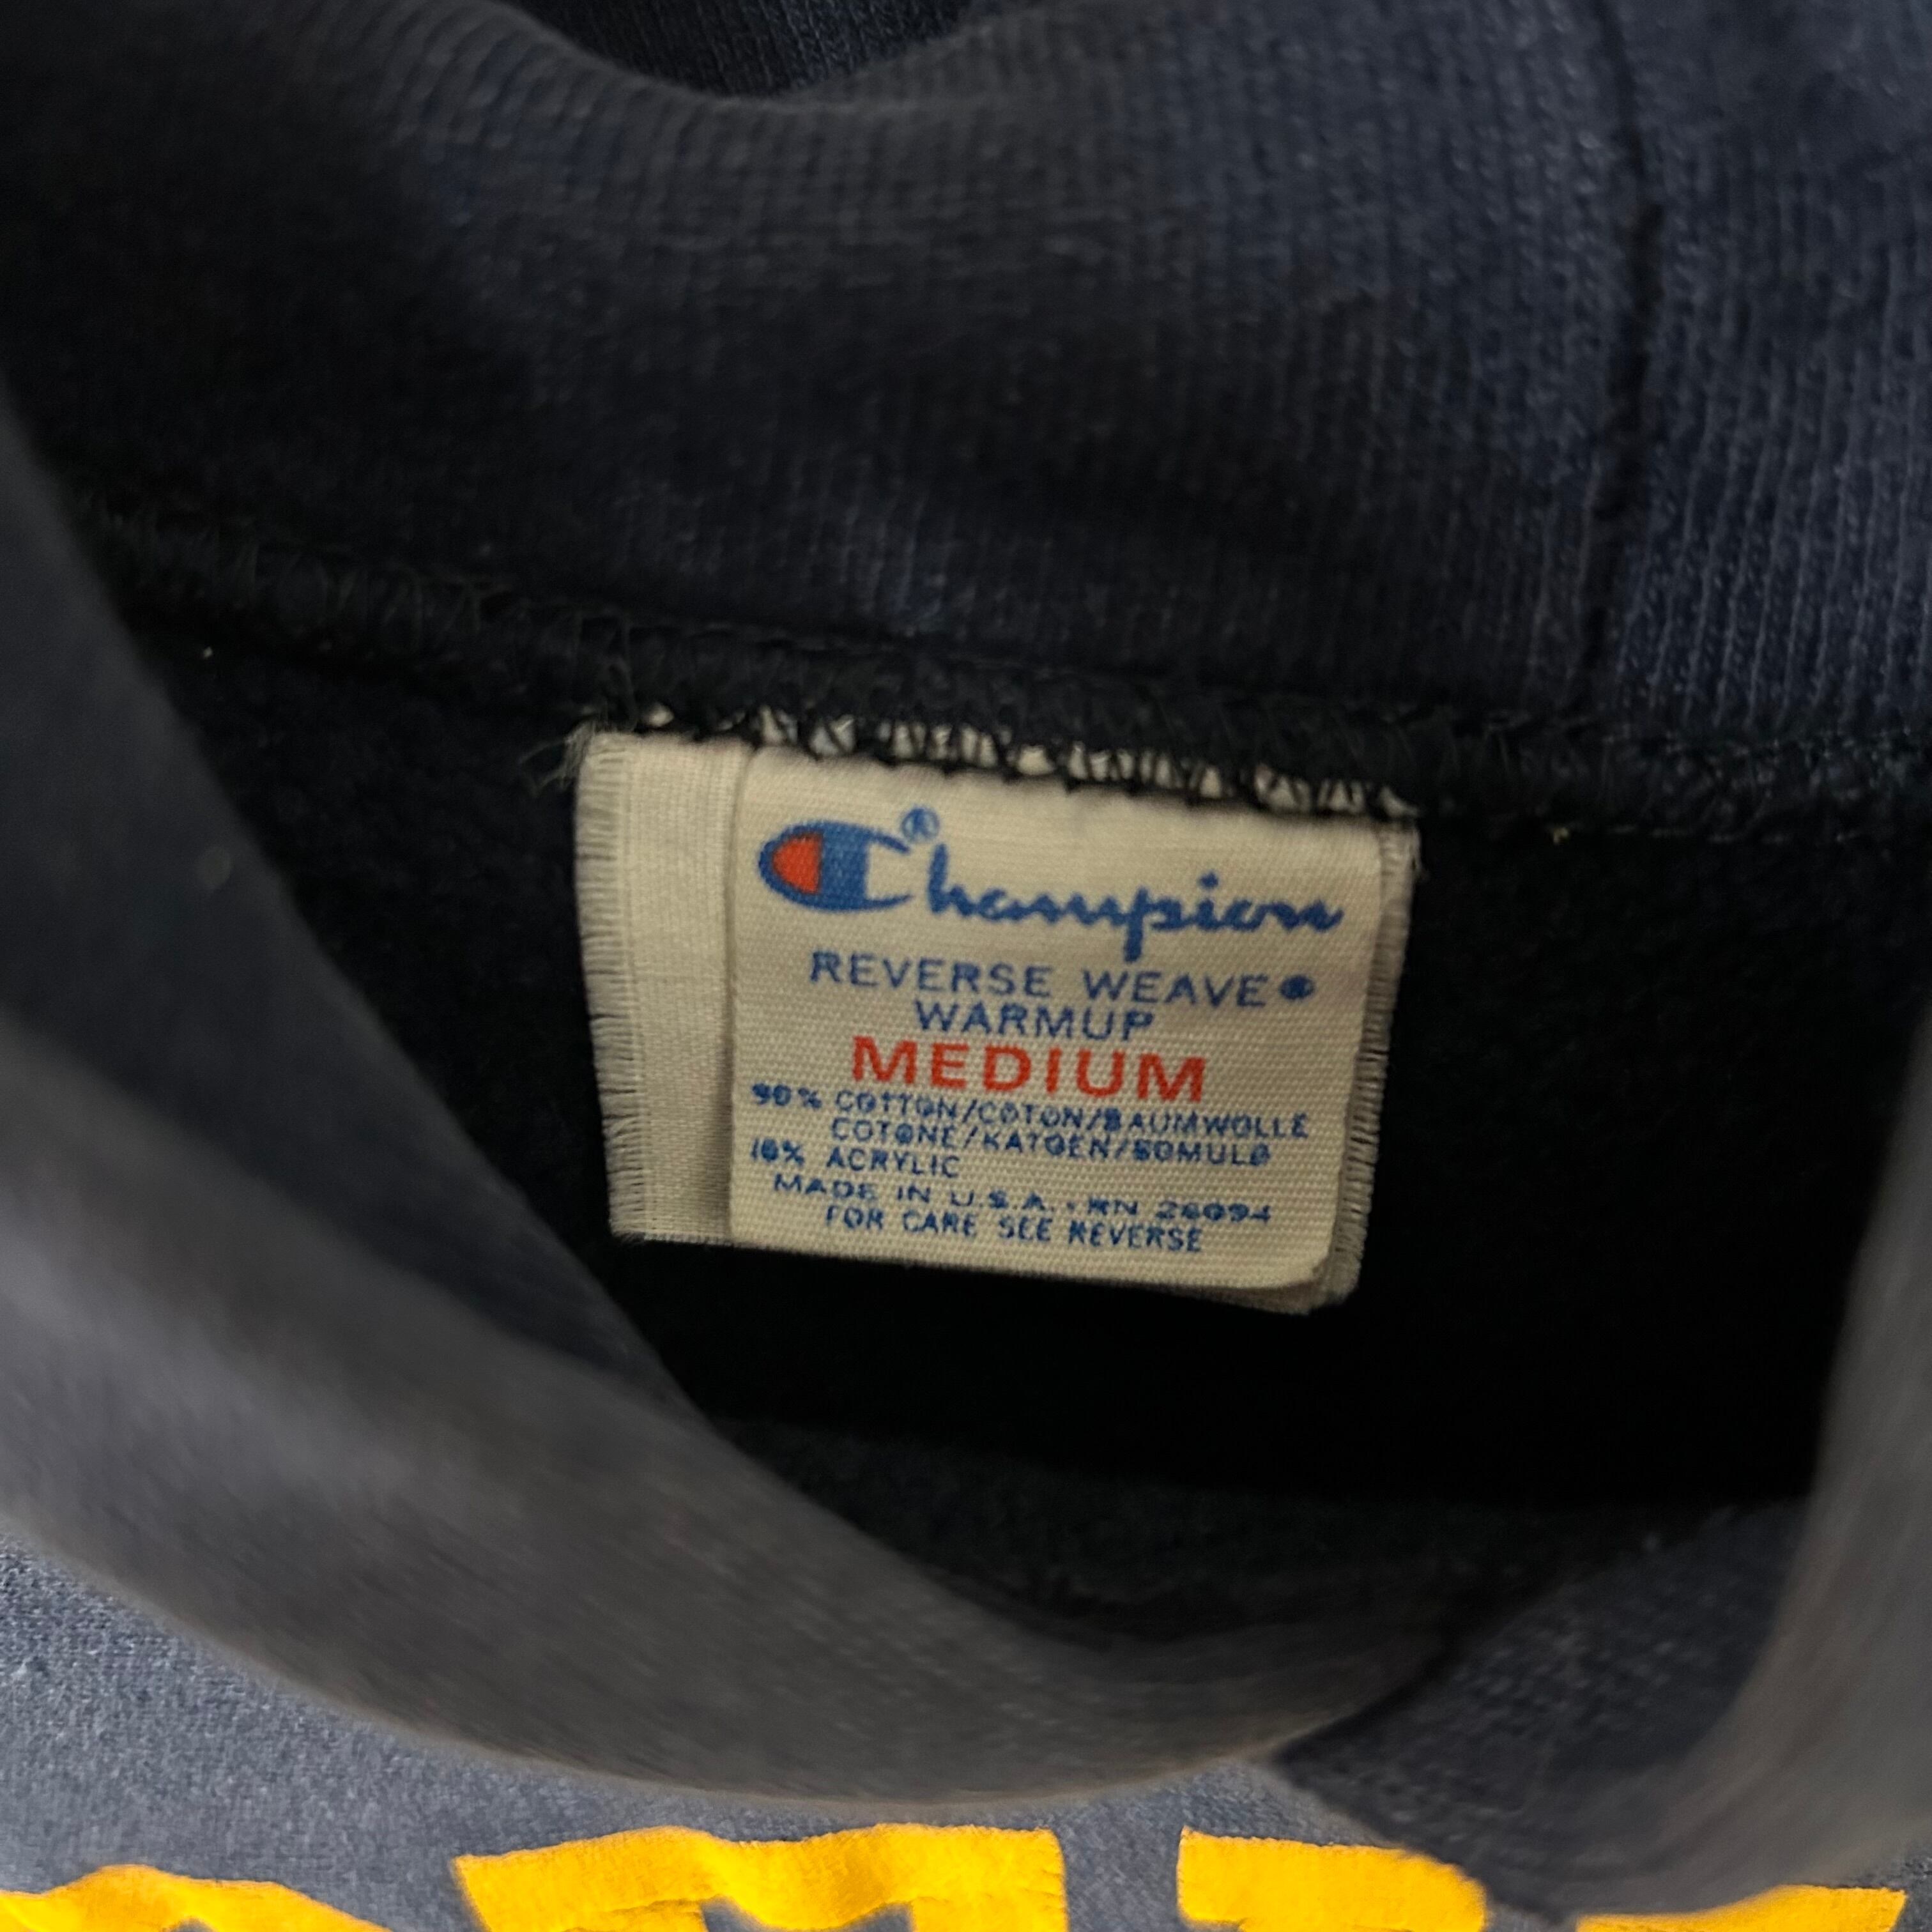 Champion®
REVERSE WEAVE®
WARMUP
MEDIUM
90% COTTON/COTON/BAUMWOLLE
COTONE/KATOEN/BOMULD
10% ACRYLIC
MADE IN U.S.A. · RN 26094
FOR CARE SEE REVERSE